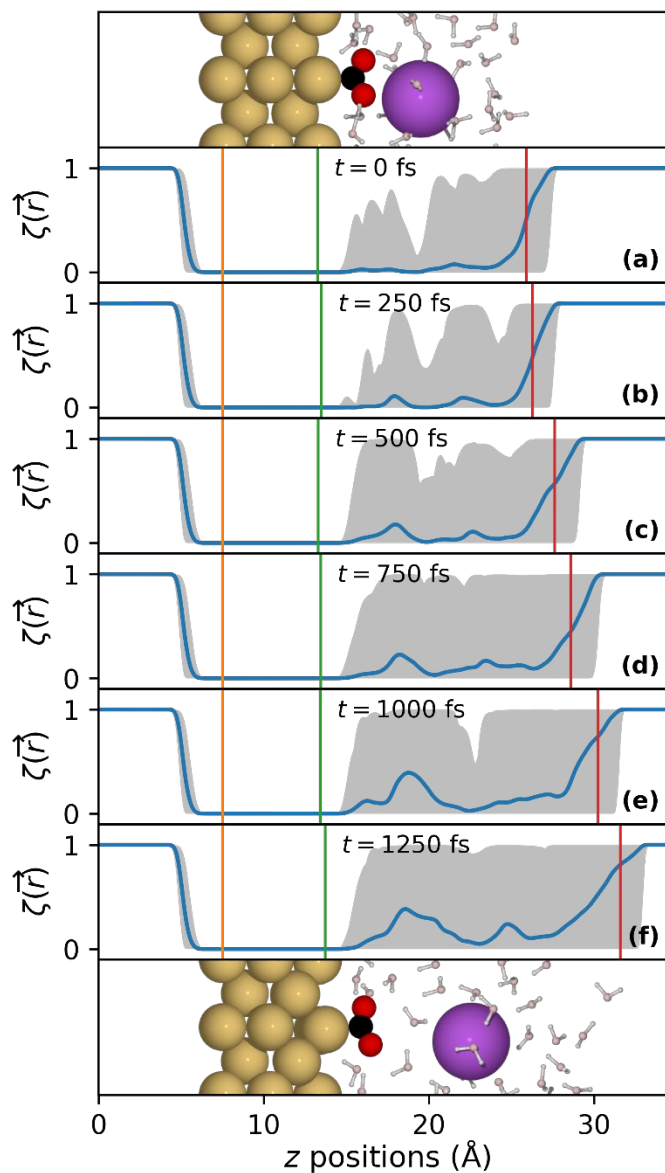 t = 0 fs
1
ζ(r⃗)
0
(a)
t = 250 fs
1
ζ(r⃗)
0
(b)
t = 500 fs
1
ζ(r⃗)
0
(c)
t = 750 fs
1
ζ(r⃗)
0
(d)
t = 1000 fs
1
ζ(r⃗)
0
(e)
t = 1250 fs
1
ζ(r⃗)
0
(f)
0 10 20 30
z positions (Å)